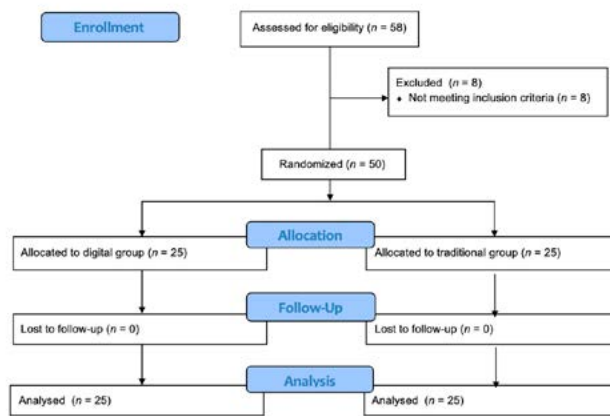 Enrollment
Assessed for eligibility (n = 58)
Excluded (n = 8)
♦ Not meeting inclusion criteria (n = 8)
Randomized (n = 50)
Allocation
Allocated to digital group (n = 25)
Allocated to traditional group (n = 25)
Follow-Up
Lost to follow-up (n = 0)
Lost to follow-up (n = 0)
Analysis
Analysed (n = 25)
Analysed (n = 25)